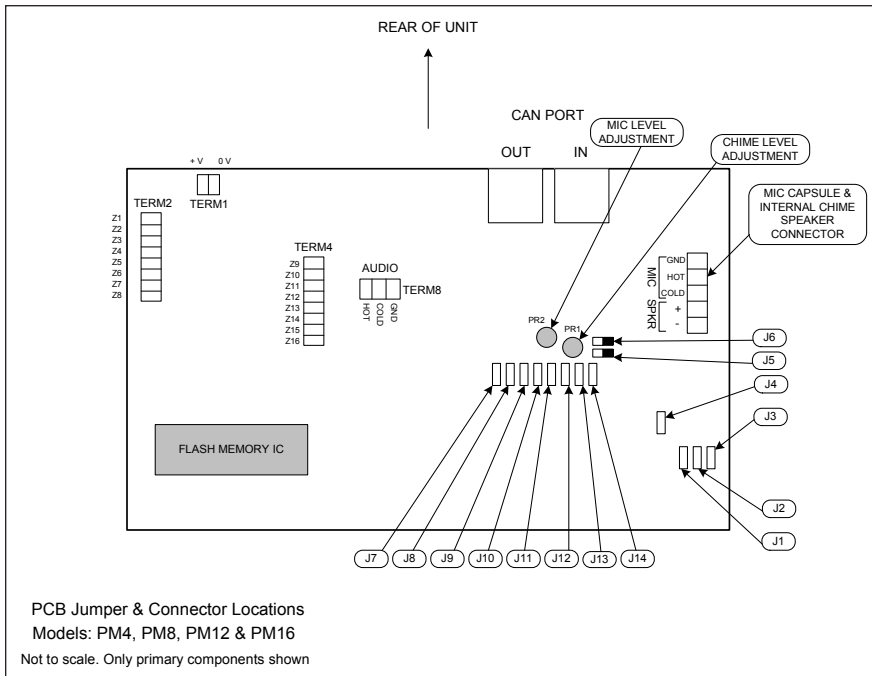 REAR OF UNIT
CAN PORT
OUT
IN
MIC LEVEL
ADJUSTMENT
CHIME LEVEL
ADJUSTMENT
MIC CAPSULE &
INTERNAL CHIME
SPEAKER
CONNECTOR
+ V 0 V
TERM1
TERM2
Z1
Z2
Z3
Z4
Z5
Z6
Z7
Z8
TERM4
Z9
Z10
Z11
Z12
Z13
Z14
Z15
Z16
AUDIO
TERM8
HOT
COLD
GND
MIC
GND
HOT
COLD
SPKR
+
-
PR2
PR1
J6
J5
J4
J3
J2
J1
FLASH MEMORY IC
J7
J8
J9
J10
J11
J12
J13
J14
PCB Jumper & Connector Locations
Models: PM4, PM8, PM12 & PM16
Not to scale. Only primary components shown